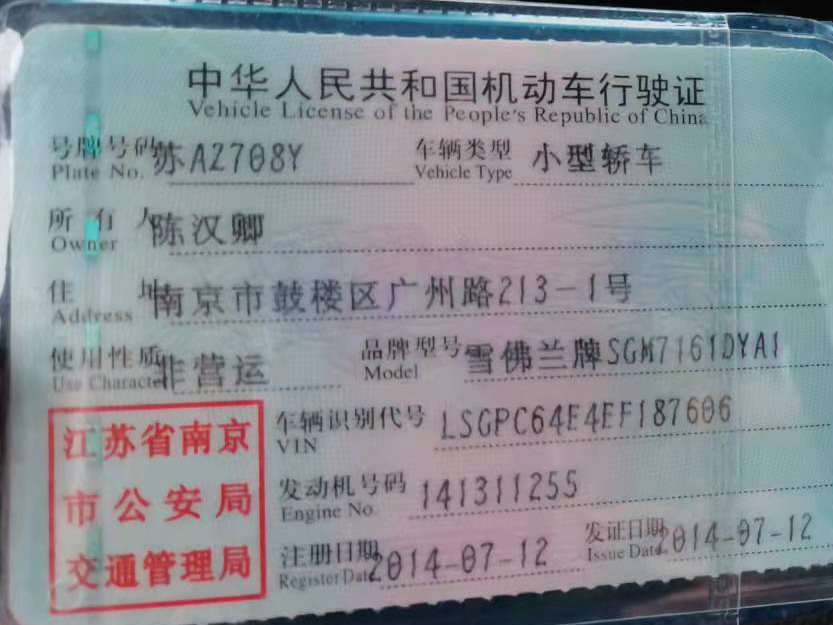 中华人民共和国机动车行驶证
Vehicle License of the People's Republic of China
号牌号码 苏A2708Y 车辆类型 小型轿车
Plate No. Vehicle Type
所有人 陈汉卿
Owner
住址 南京市鼓楼区广州路213-1号
Address
使用性质 非营运 品牌型号 雪佛兰牌SGM7161DYA1
Use Character Model
江苏省南京
市公安局
交通管理局
车辆识别代号 LSGPC64E4EF187606
VIN
发动机号码 141311255
Engine No.
注册日期 2014-07-12 发证日期 2014-07-12
Register Date Issue Date